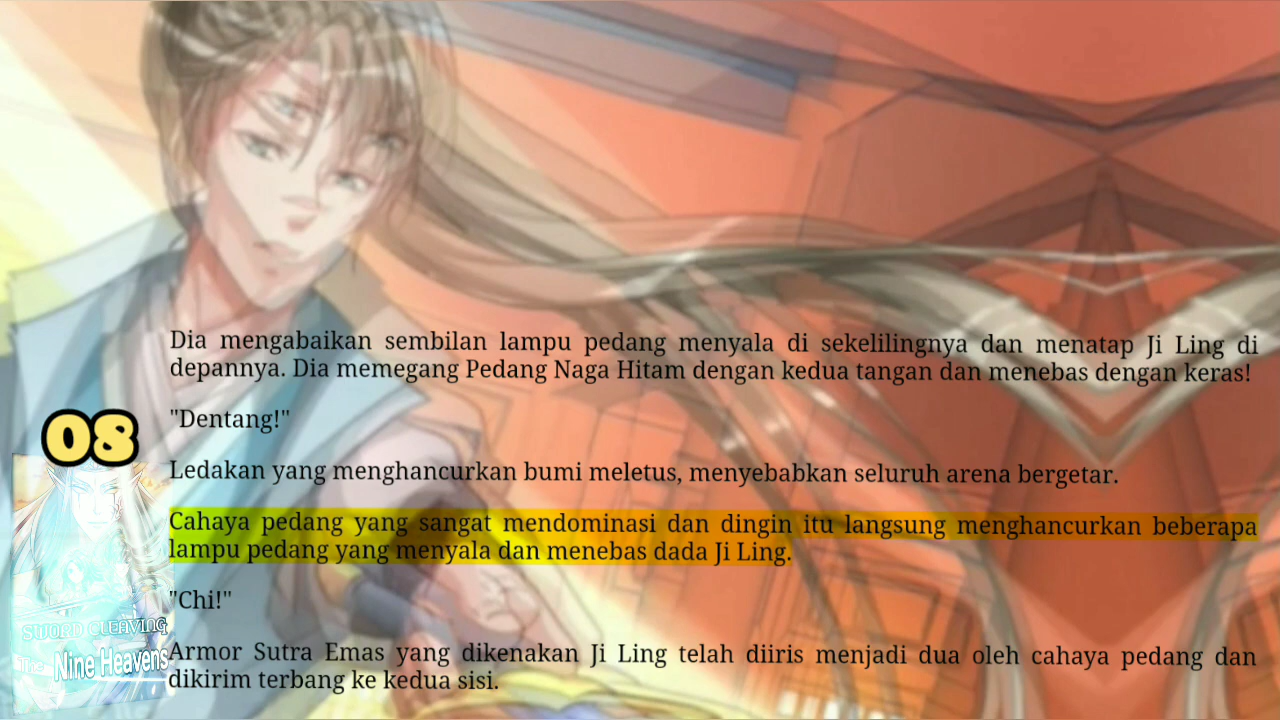 Dia mengabaikan sembilan lampu pedang menyala di sekelilingnya dan menatap Ji Ling di
depannya. Dia memegang Pedang Naga Hitam dengan kedua tangan dan menebas dengan keras!
"Dentang!"
Ledakan yang menghancurkan bumi meletus, menyebabkan seluruh arena bergetar.
Cahaya pedang yang sangat mendominasi dan dingin itu langsung menghancurkan beberapa
lampu pedang yang menyala dan menebas dada Ji Ling.
"Chi!"
Armor Sutra Emas yang dikenakan Ji Ling telah diiris menjadi dua oleh cahaya pedang dan
dikirim terbang ke kedua sisi.
08
SWORD CLEAVING
The Nine Heavens